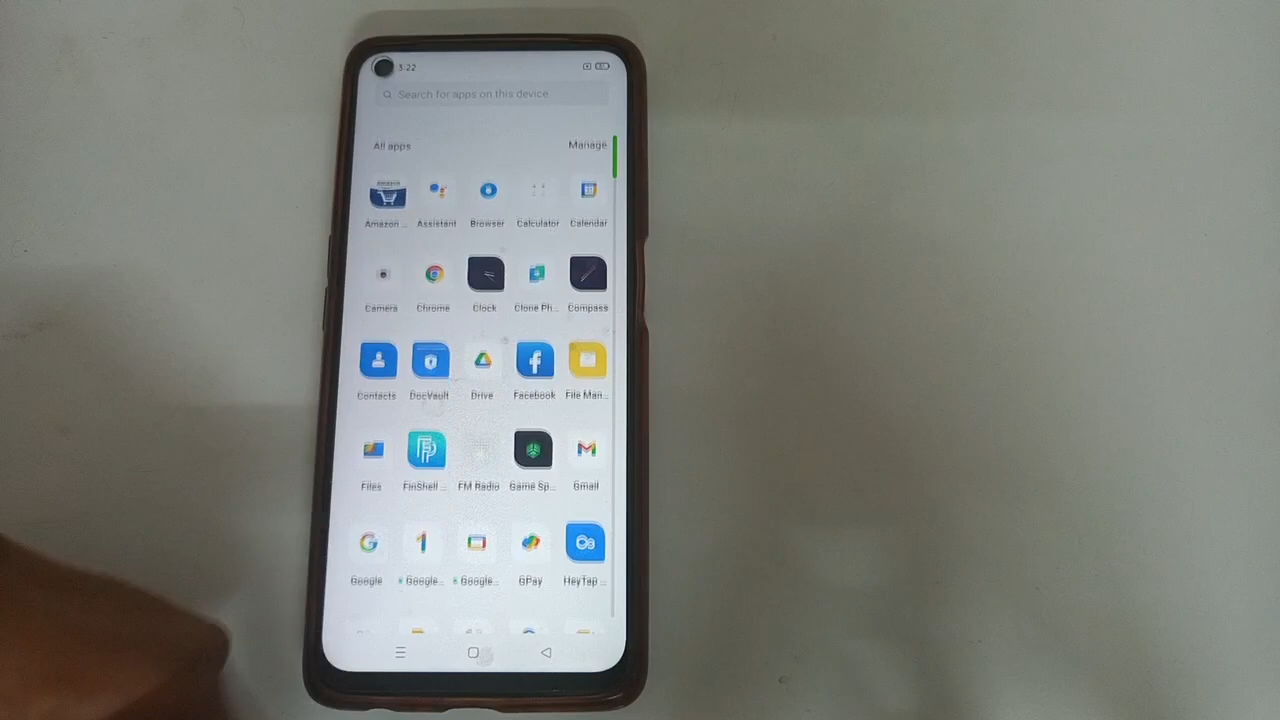 3:22
Search for apps on this device
All apps Manage
Amazon ... Assistant Browser Calculator Calendar
Camera Chrome Clock Clone Ph... Compass
Contacts DocVault Drive Facebook File Man...
Files FinShell ... FM Radio Game Sp... Gmail
Google Google... Google... GPay HeyTap ...